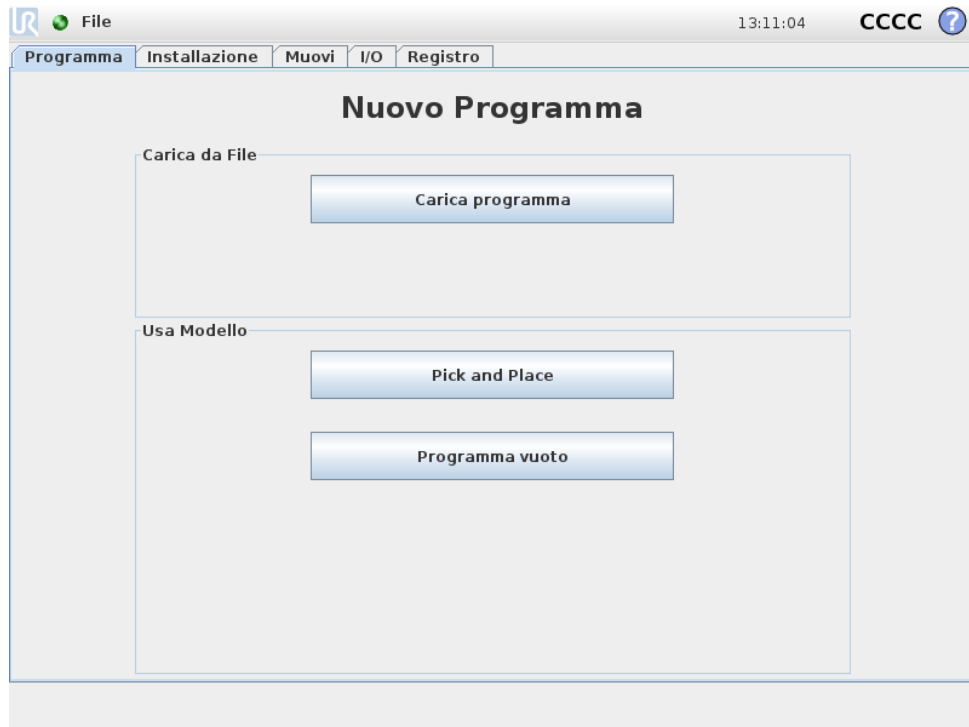 UR File 13:11:04 CCCC ?
Programma Installazione Muovi I/O Registro
Nuovo Programma
Carica da File
Carica programma
Usa Modello
Pick and Place
Programma vuoto